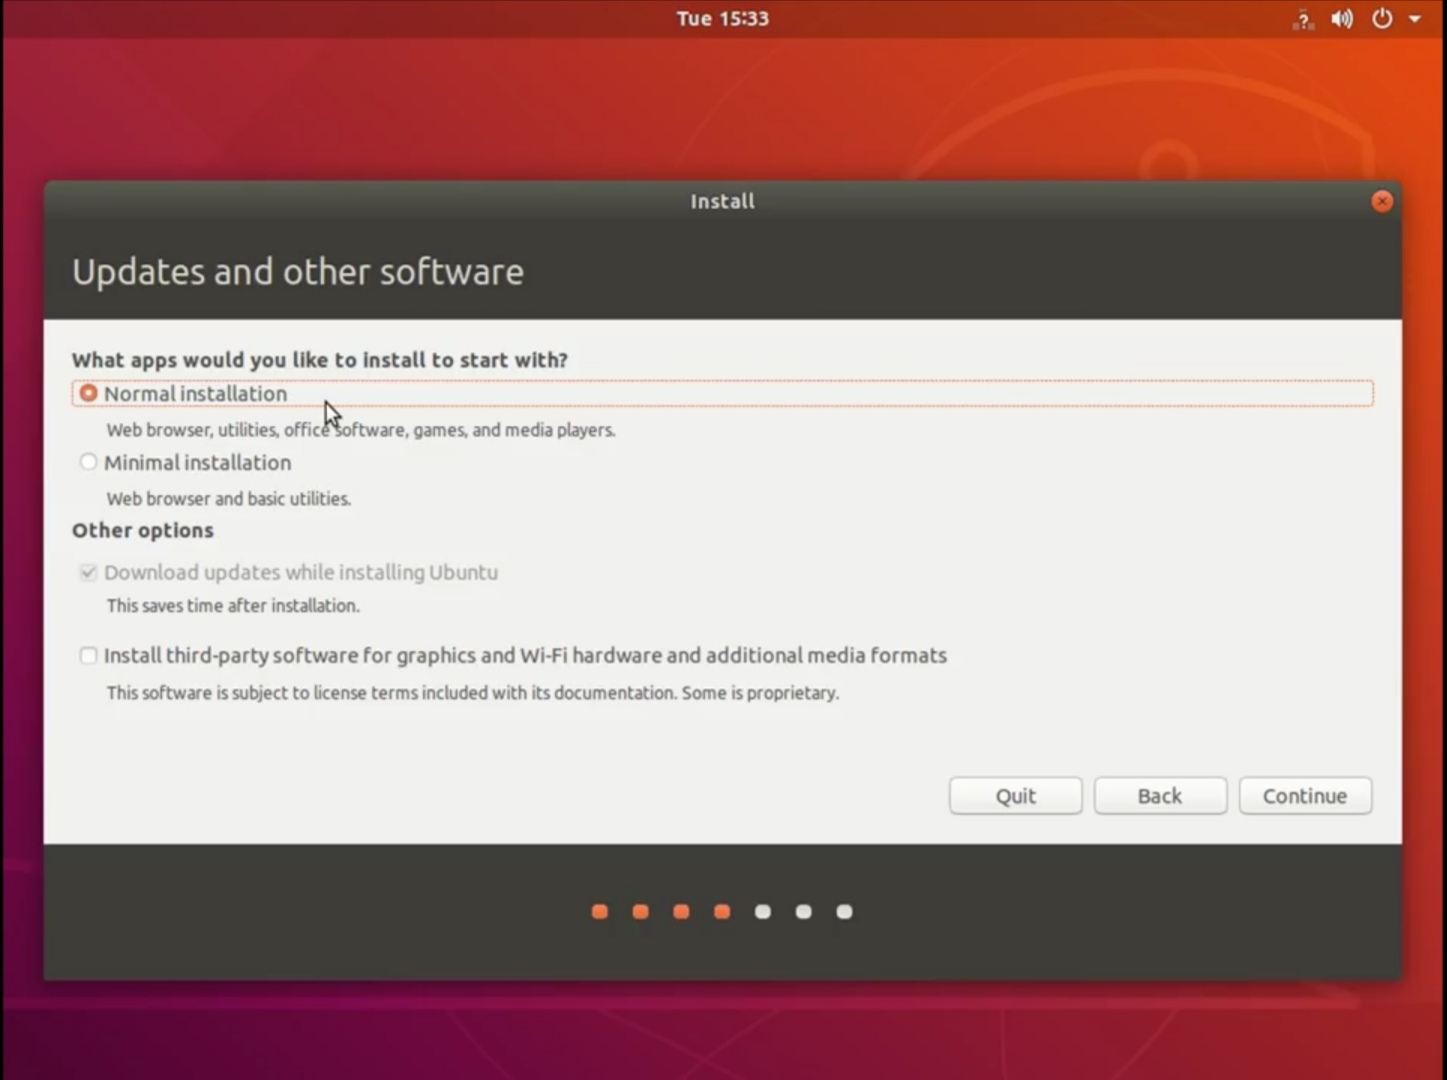 Tue 15:33
Install
Updates and other software
What apps would you like to install to start with?
Normal installation
Web browser, utilities, office software, games, and media players.
Minimal installation
Web browser and basic utilities.
Other options
Download updates while installing Ubuntu
This saves time after installation.
Install third-party software for graphics and Wi-Fi hardware and additional media formats
This software is subject to license terms included with its documentation. Some is proprietary.
Quit Back Continue